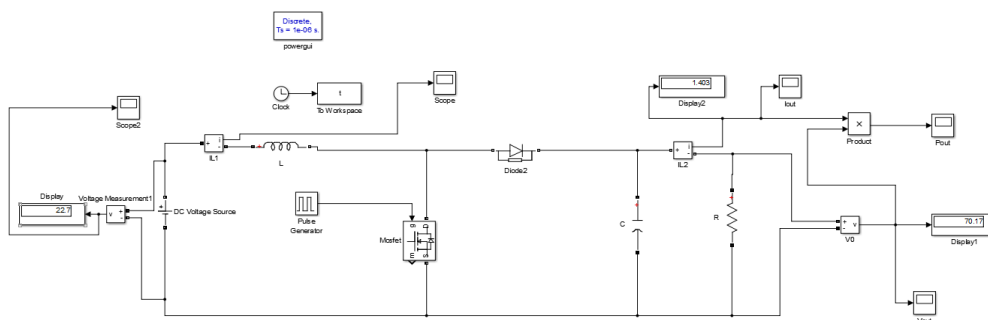 Discrete,
Ts = 1e-06 s.
powergui
Clock
t
To Workspace
Scope
1.403
Display2
Iout
Scope2
+
i
-
IL1
L
Diode2
+
i
-
IL2
×
Product
Pout
Display
22.7
Voltage Measurement1
v
+
-
+
DC Voltage Source
Pulse
Generator
Mosfet
g
D
m
S
+
C
+
R
+
-
v
V0
70.17
Display1